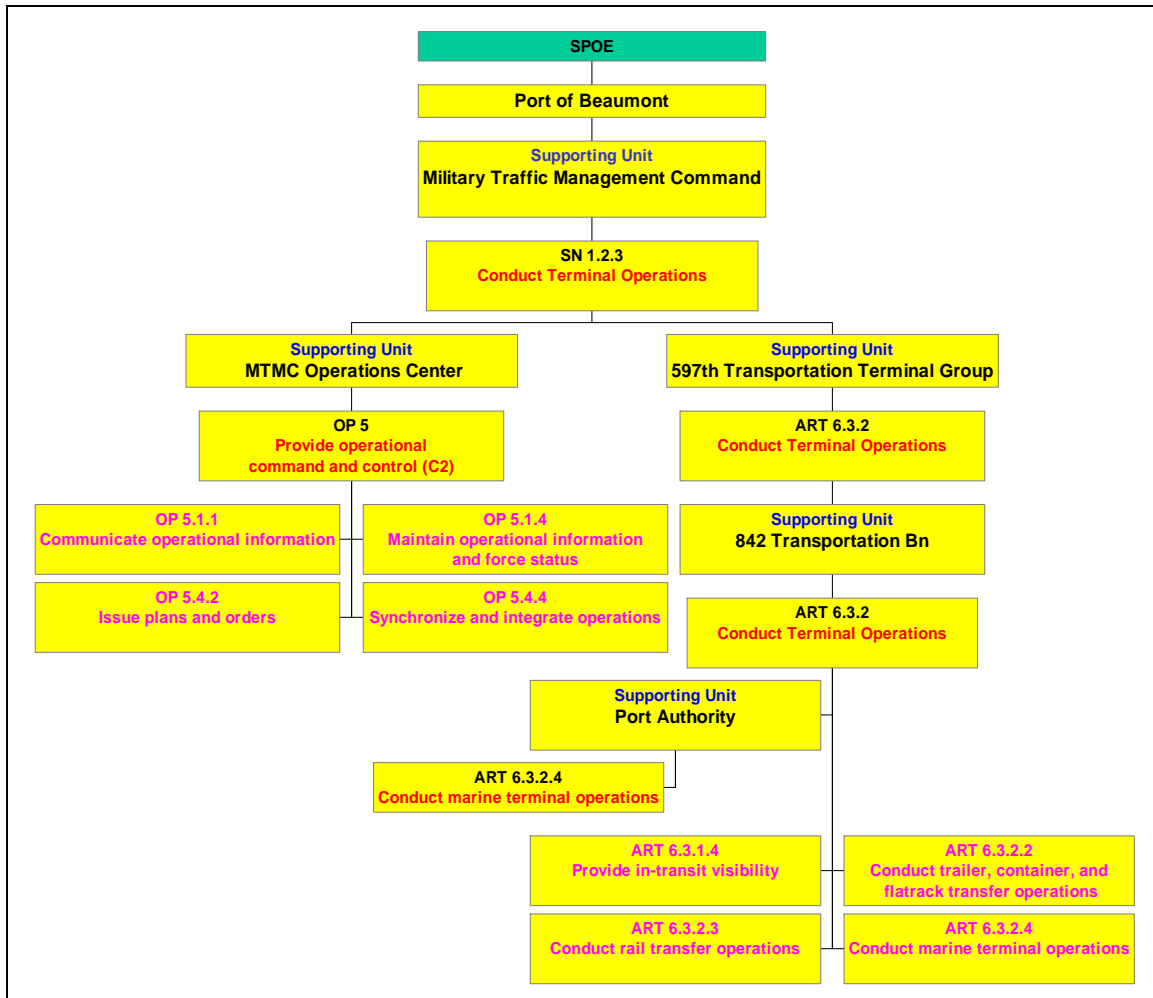 SPOE
Port of Beaumont
Supporting Unit
Military Traffic Management Command
SN 1.2.3
Conduct Terminal Operations
Supporting Unit
MTMC Operations Center
Supporting Unit
597th Transportation Terminal Group
OP 5
Provide operational
command and control (C2)
ART 6.3.2
Conduct Terminal Operations
OP 5.1.1
Communicate operational information
OP 5.1.4
Maintain operational information
and force status
Supporting Unit
842 Transportation Bn
OP 5.4.2
Issue plans and orders
OP 5.4.4
Synchronize and integrate operations
ART 6.3.2
Conduct Terminal Operations
Supporting Unit
Port Authority
ART 6.3.2.4
Conduct marine terminal operations
ART 6.3.1.4
Provide in-transit visibility
ART 6.3.2.2
Conduct trailer, container, and
flatrack transfer operations
ART 6.3.2.3
Conduct rail transfer operations
ART 6.3.2.4
Conduct marine terminal operations